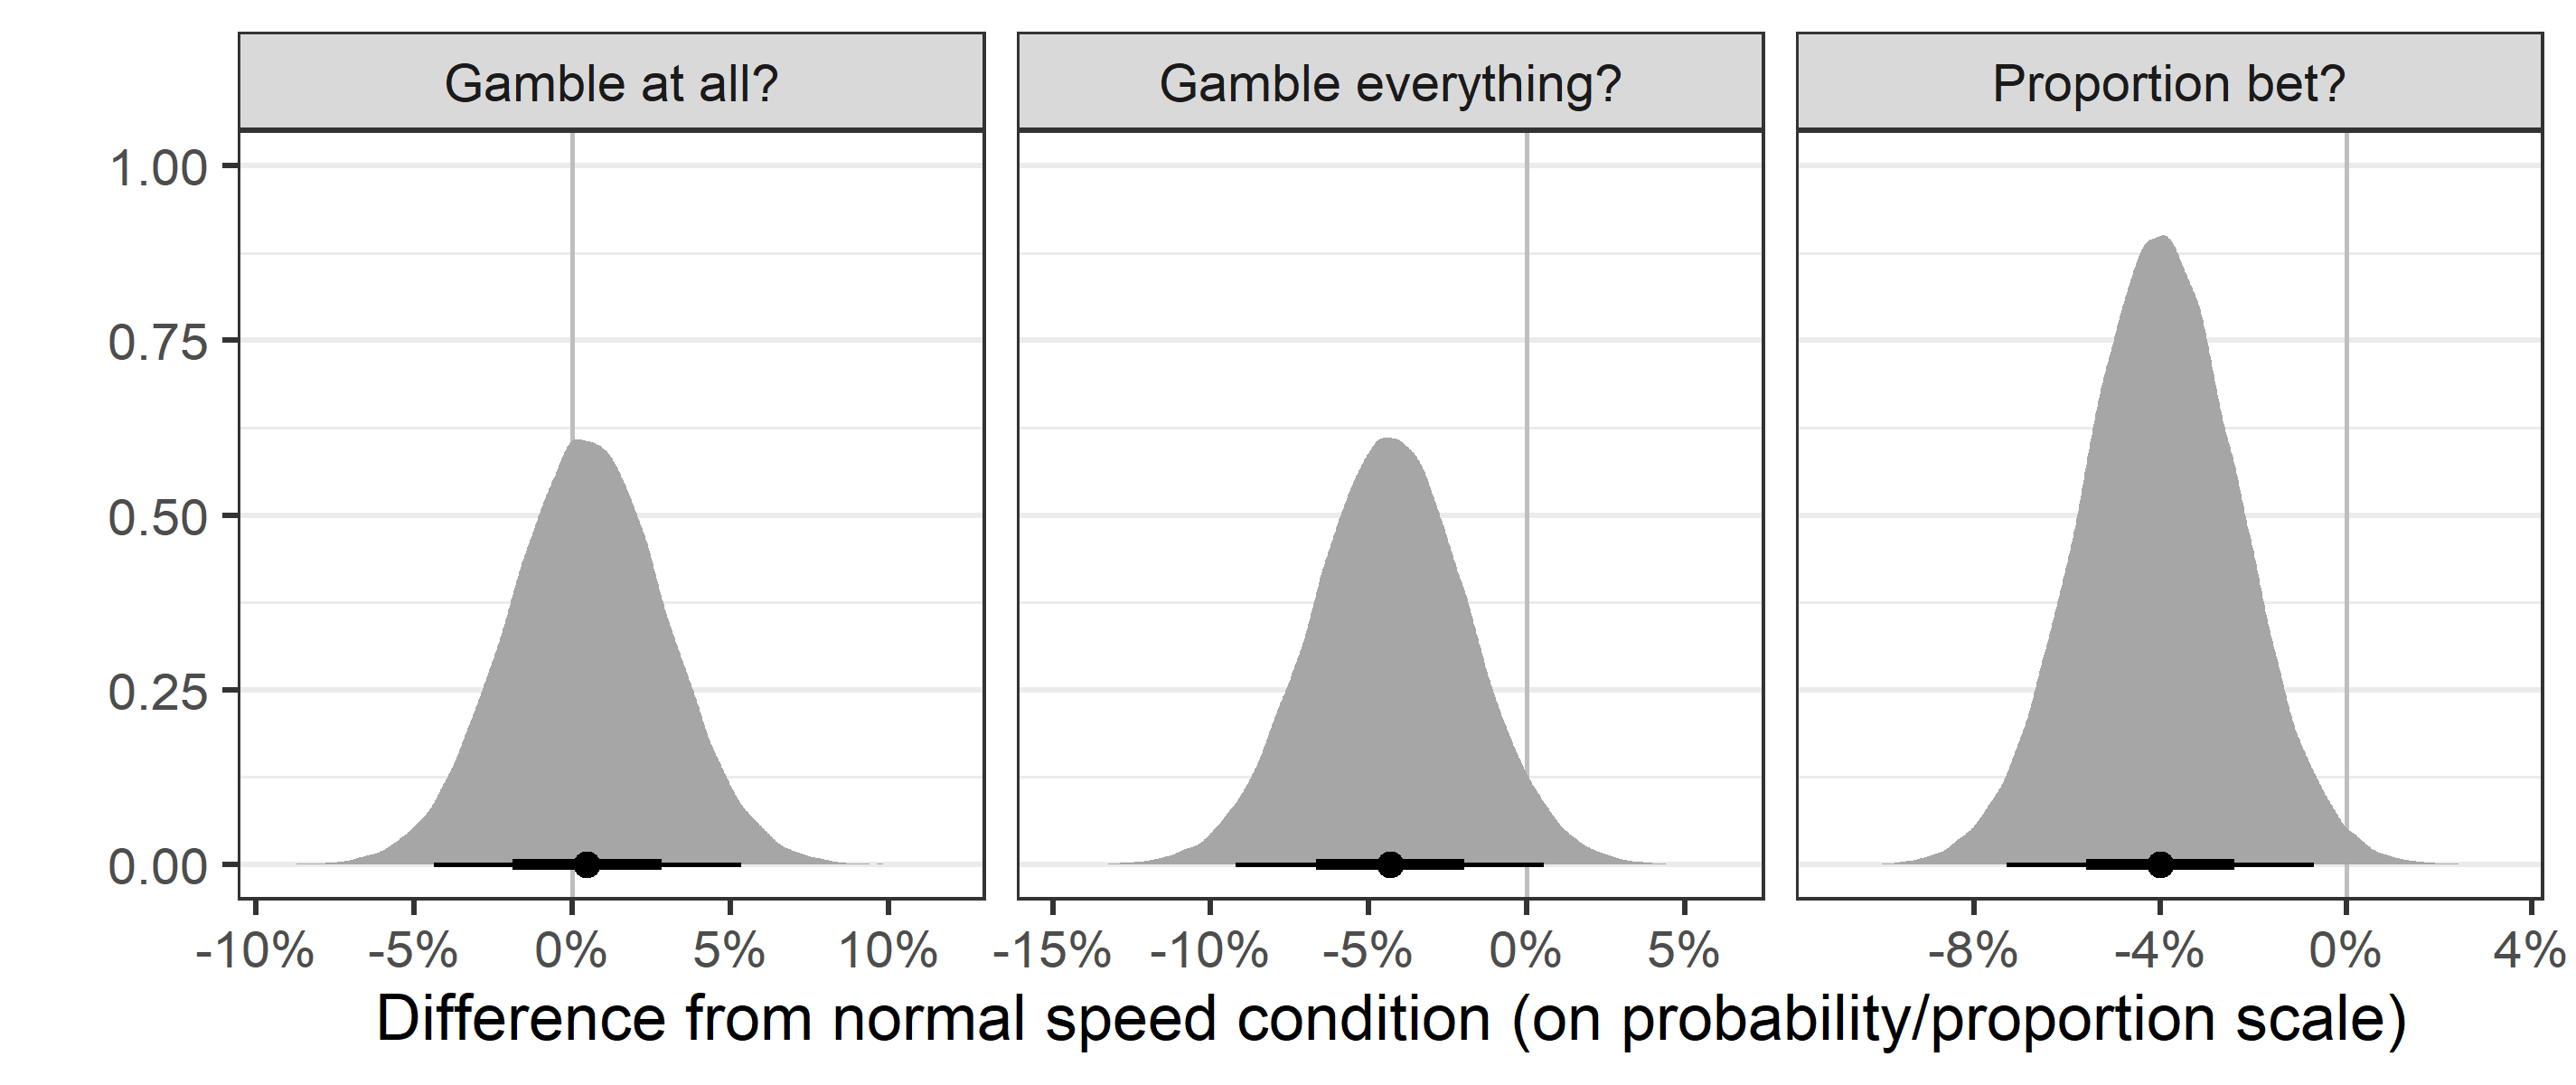 Gamble at all?
Gamble everything?
Proportion bet?
1.00
0.75
0.50
0.25
0.00
-10% -5% 0% 5% 10%
-15% -10% -5% 0% 5%
-8% -4% 0% 4%
Difference from normal speed condition (on probability/proportion scale)